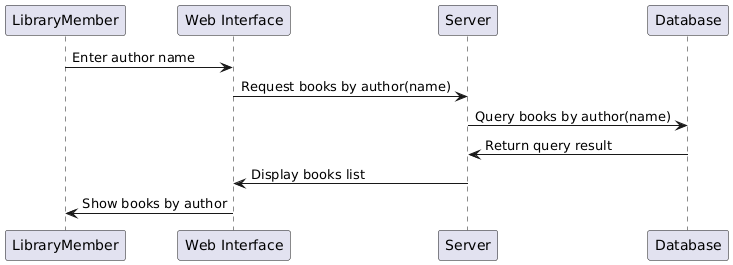 LibraryMember
Web Interface
Server
Database
Enter author name
Request books by author(name)
Query books by author(name)
Return query result
Display books list
Show books by author
LibraryMember
Web Interface
Server
Database